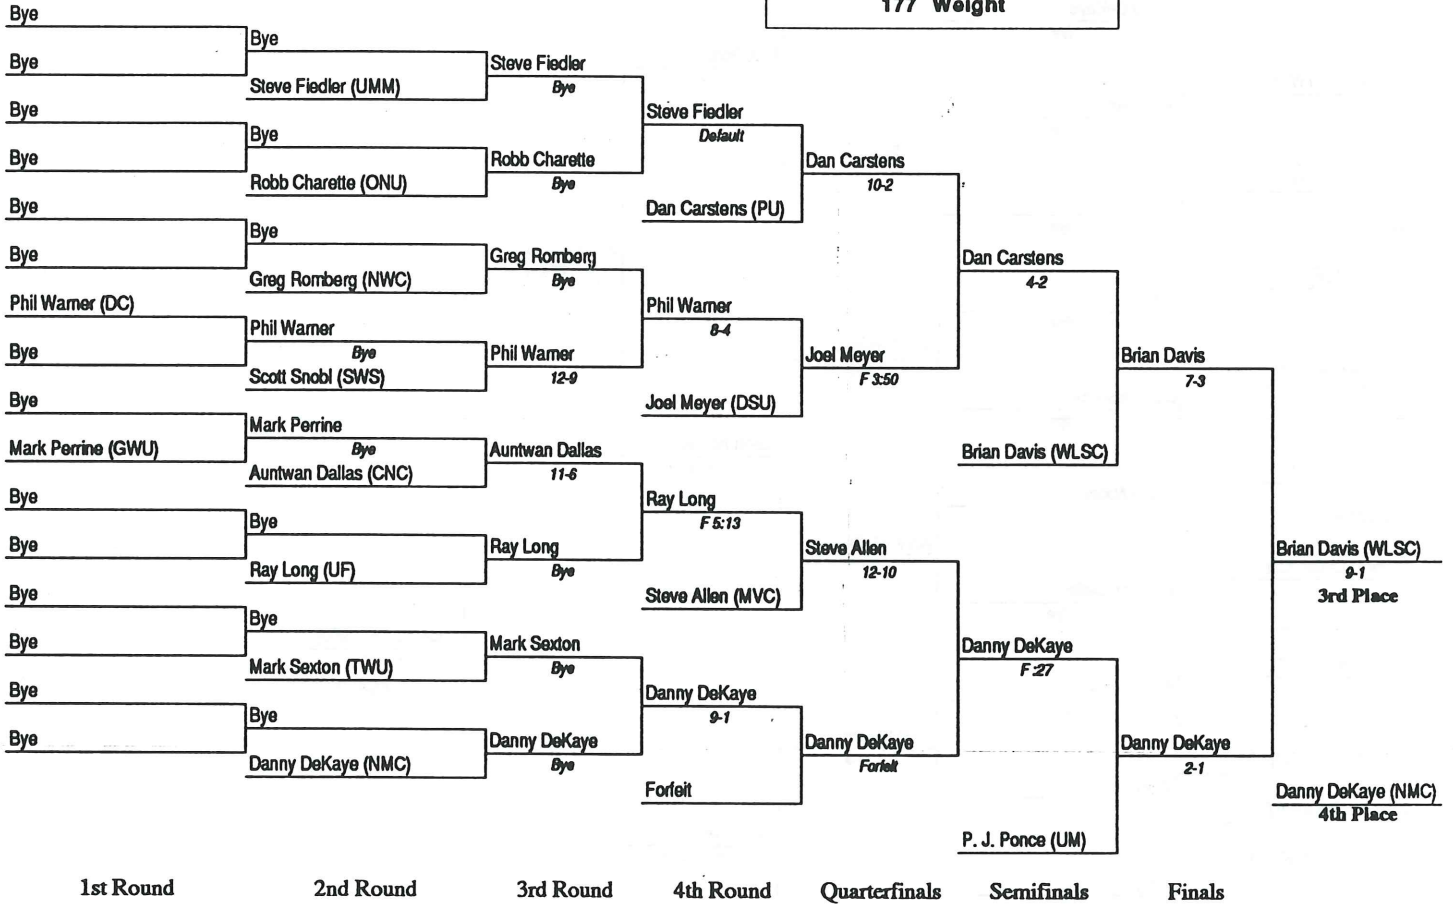 177 Weight
Bye
Bye
Bye
Bye
Bye
Bye
Phil Warner (DC)
Bye
Bye
Mark Perrine (GWU)
Bye
Bye
Bye
Bye
Bye
Bye
1st Round
Bye
Steve Fiedler (UMM)
Bye
Robb Charette (ONU)
Bye
Greg Romberg (NWC)
Phil Warner
Bye
Scott Snobl (SWS)
Mark Perrine
Bye
Auntwan Dallas (CNC)
Bye
Ray Long (UF)
Bye
Mark Sexton (TWU)
Bye
Danny DeKaye (NMC)
2nd Round
Steve Fiedler
Bye
Robb Charette
Bye
Greg Romberg
Bye
Phil Warner
12-9
Auntwan Dallas
11-6
Ray Long
Bye
Mark Sexton
Bye
Danny DeKaye
Bye
3rd Round
Steve Fiedler
Default
Dan Carstens (PU)
Phil Warner
8-4
Joel Meyer (DSU)
Ray Long
F 5:13
Steve Allen (MVC)
Danny DeKaye
9-1
Forfeit
4th Round
Dan Carstens
10-2
Joel Meyer
F 3:50
Steve Allen
12-10
Danny DeKaye
Forfeit
Quarterfinals
Dan Carstens
4-2
Brian Davis (WLSC)
Danny DeKaye
F :27
P. J. Ponce (UM)
Semifinals
Brian Davis
7-3
Danny DeKaye
2-1
Finals
Brian Davis (WLSC)
9-1
3rd Place
Danny DeKaye (NMC)
4th Place